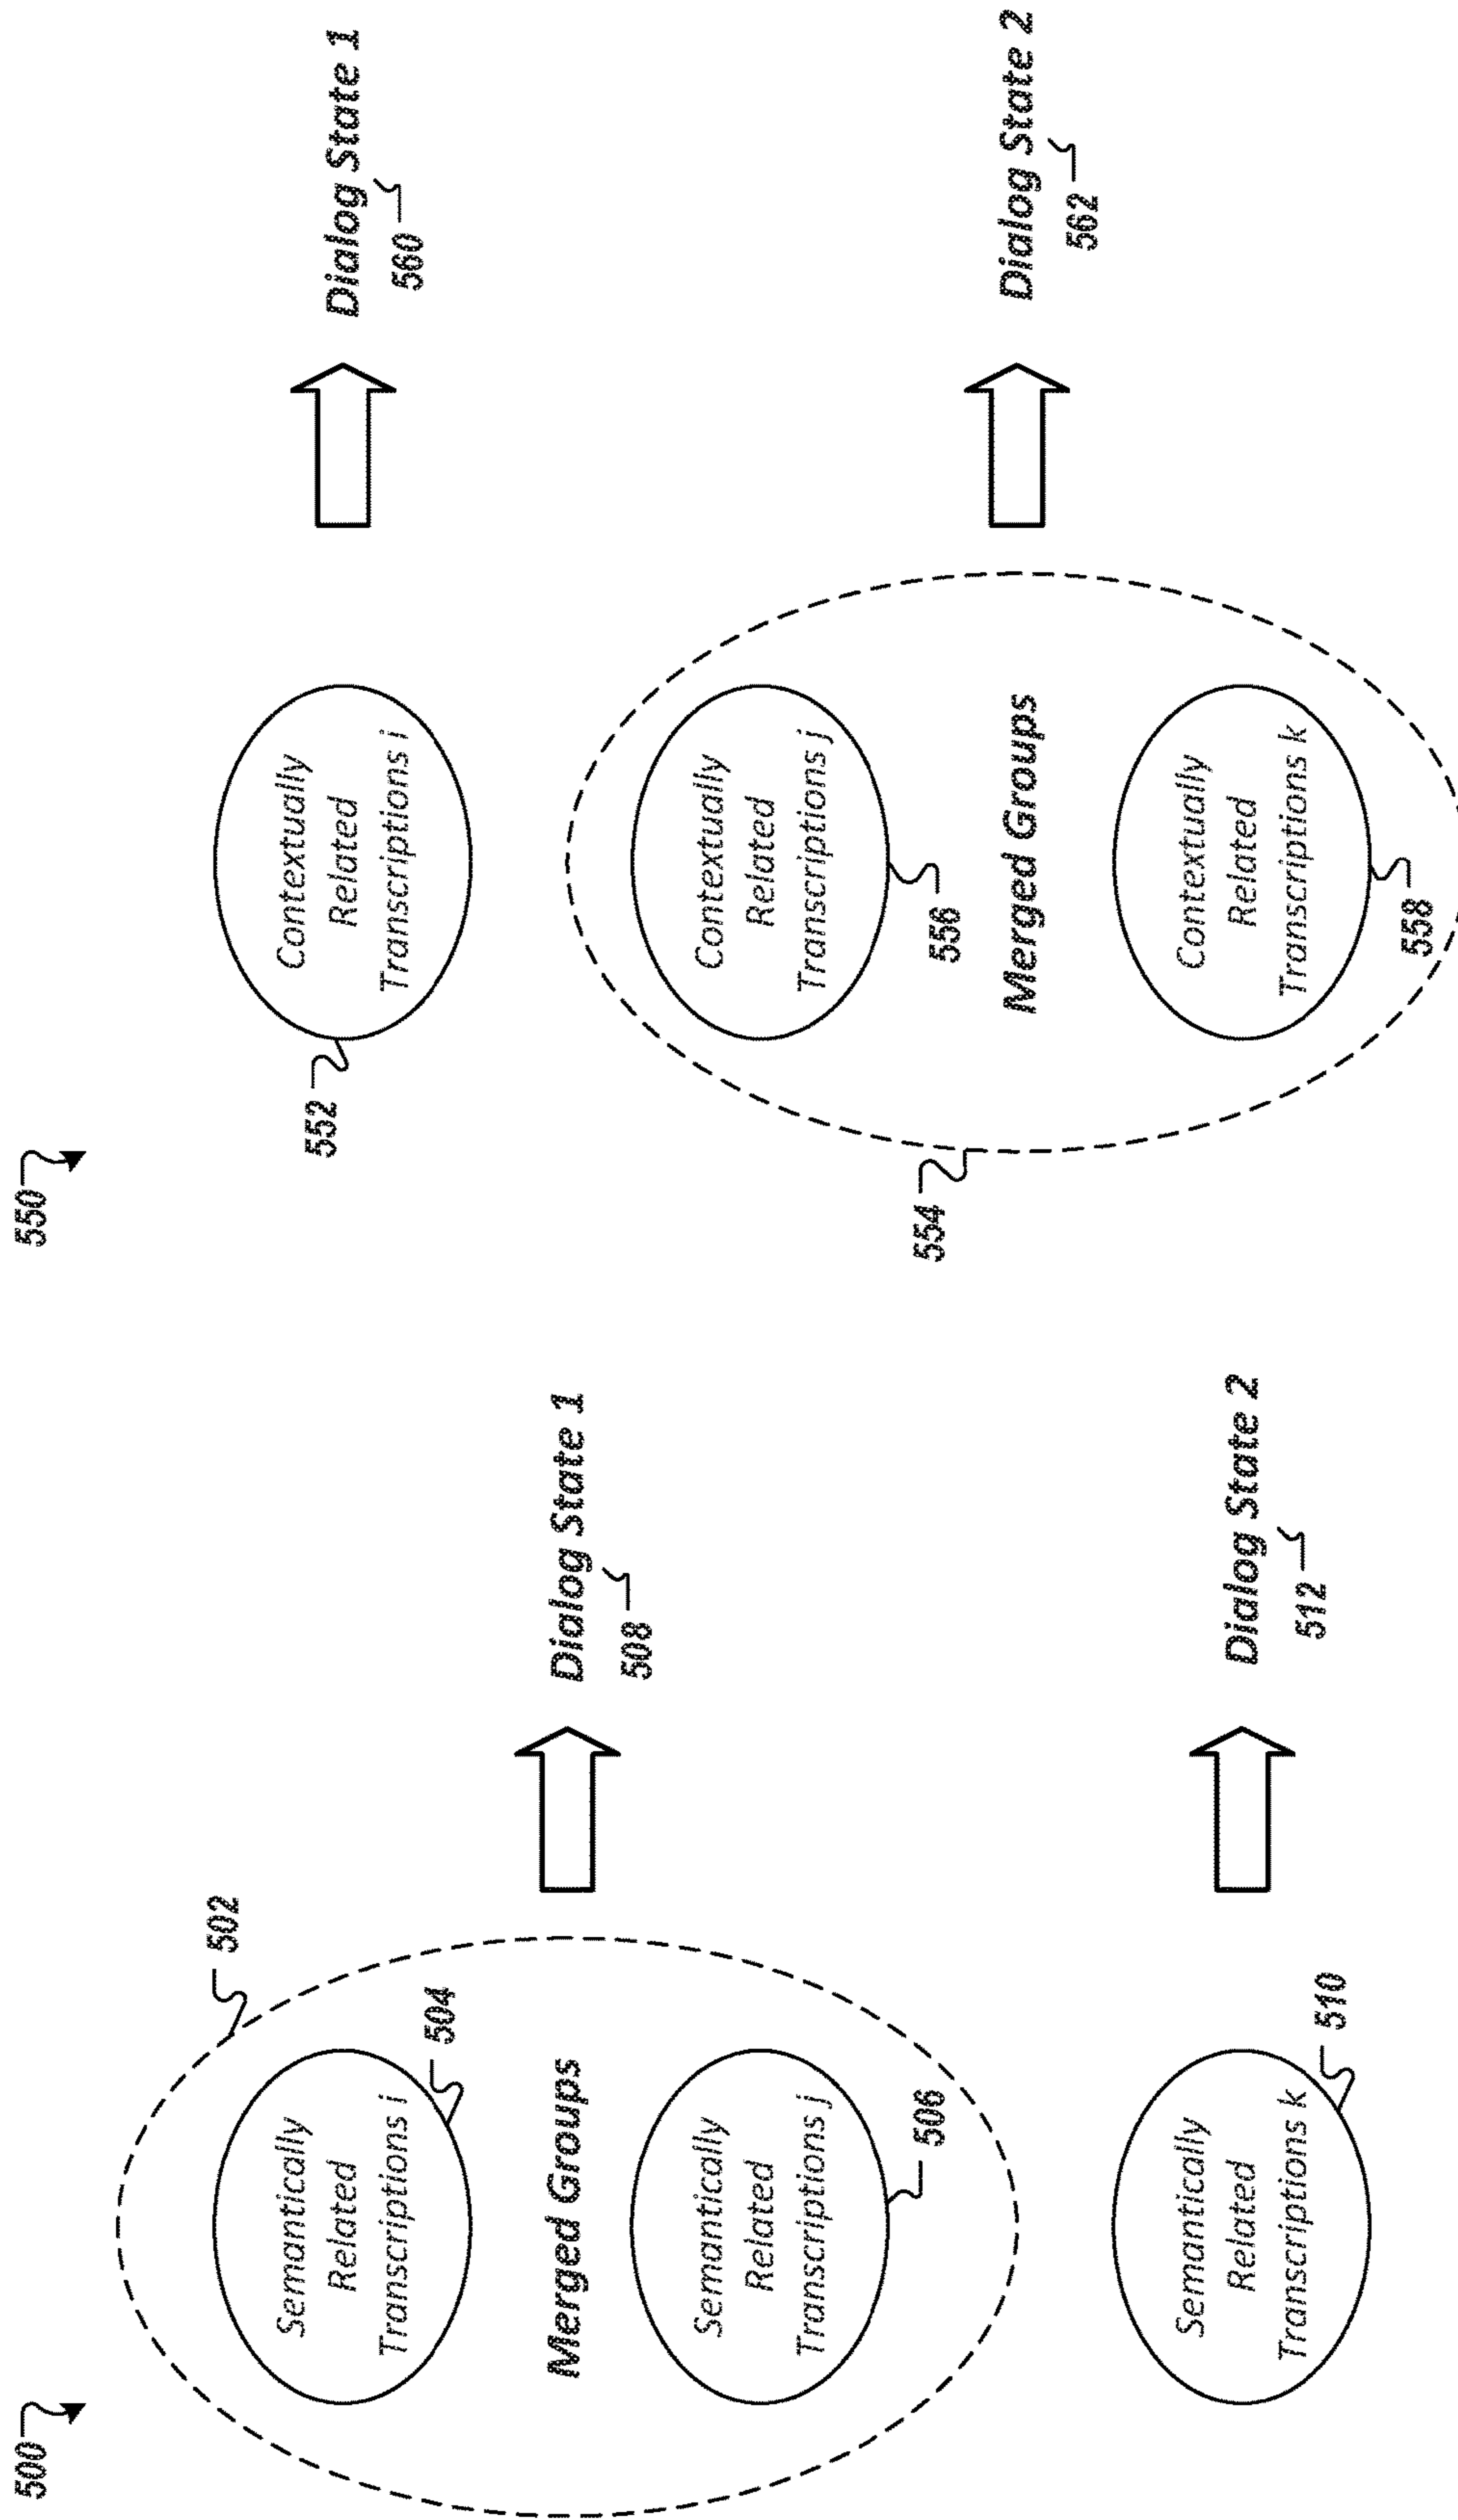 500
502
Semantically
Related
Transcriptions i
504
Merged Groups
Semantically
Related
Transcriptions j
506
Dialog State 1
508
Semantically
Related
Transcriptions k
510
Dialog State 2
512
550
552
Contextually
Related
Transcriptions i
Dialog State 1
560
554
Contextually
Related
Transcriptions j
556
Merged Groups
Contextually
Related
Transcriptions k
558
Dialog State 2
562